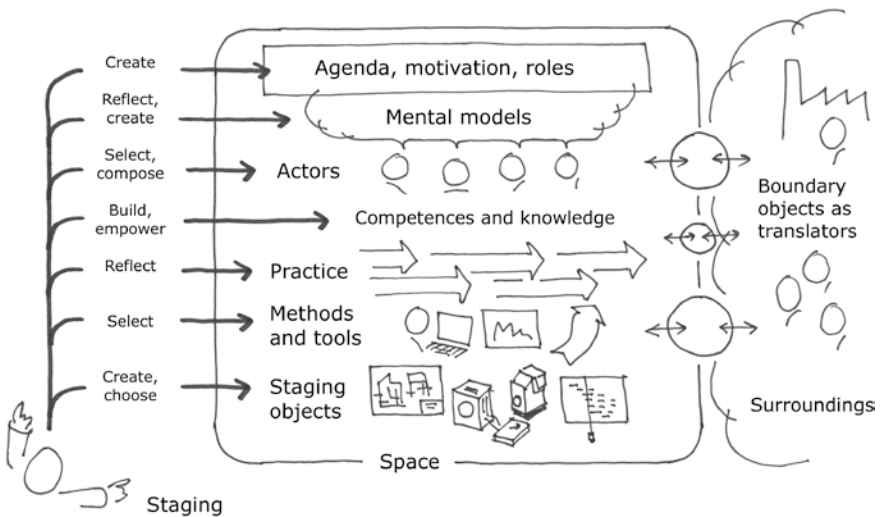 Create
Agenda, motivation, roles
Reflect,
create
Mental models
Select,
compose
Actors
Build,
empower
Competences and knowledge
Reflect
Practice
Select
Methods
and tools
Create,
choose
Staging
objects
Space
Staging
Boundary
objects as
translators
Surroundings